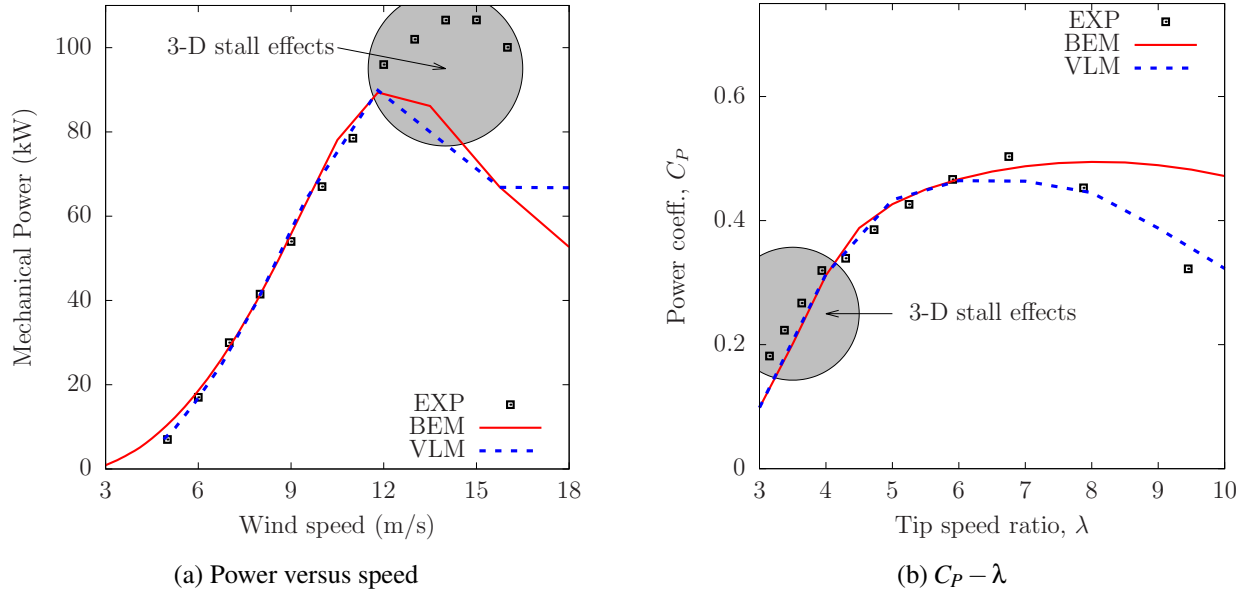 100
80
60
40
20
0
Mechanical Power (kW)
3-D stall effects
EXP
BEM
VLM
3 6 9 12 15 18
Wind speed (m/s)
(a) Power versus speed
0.6
0.4
0.2
0
Power coeff., C_P
EXP
BEM
VLM
3-D stall effects
3 4 5 6 7 8 9 10
Tip speed ratio, λ
(b) C_P − λ